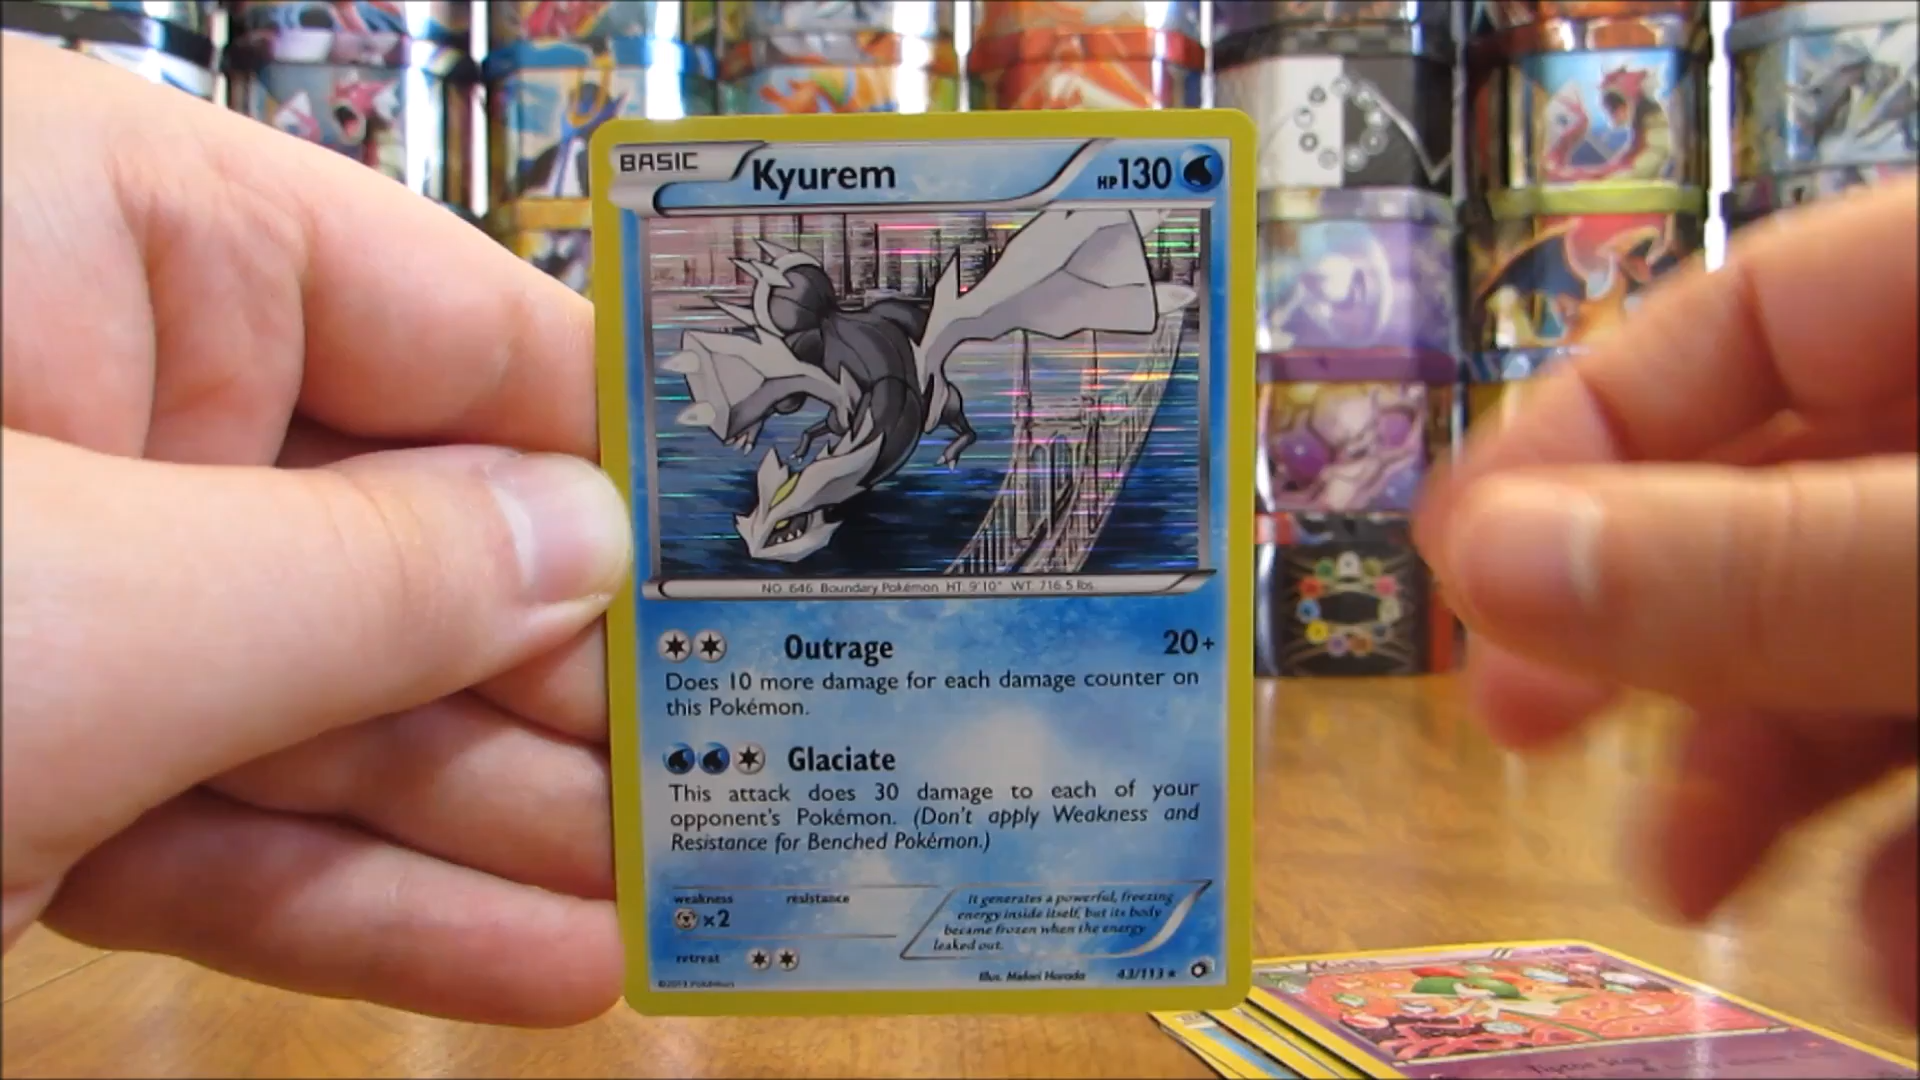 BASIC Kyurem HP130
NO. 646 Boundary Pokémon HT. 9'10" WT. 716.5 lbs.
Outrage 20+
Does 10 more damage for each damage counter on
this Pokémon.
Glaciate
This attack does 30 damage to each of your
opponent's Pokémon. (Don't apply Weakness and
Resistance for Benched Pokémon.)
weakness resistance
×2
It generates a powerful, freezing
energy inside itself, but its body
became frozen when the energy
leaked out.
retreat
©2013 Pokémon
Illus. Midori Harada 43/113